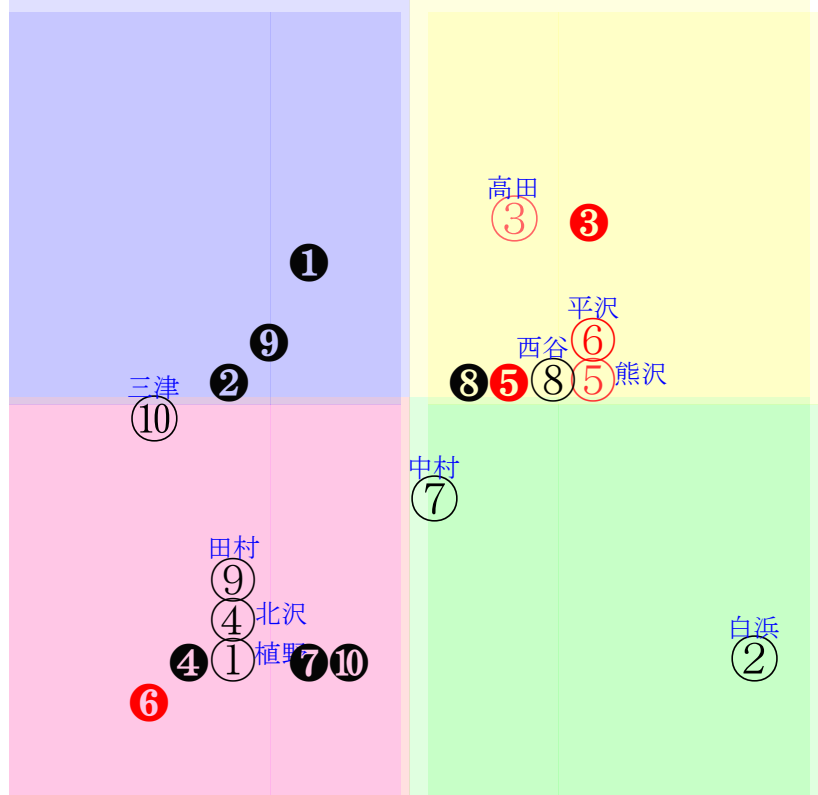 高田
③ ❸
❶
平沢
❾ ⑥
西谷
❷ ❽ ❺ ⑧ ⑤ 熊沢
三津
⑩
中村
⑦
田村
⑨
④ 北沢
白浜
❹ ① 植野 ❼ ❿ ②
❻